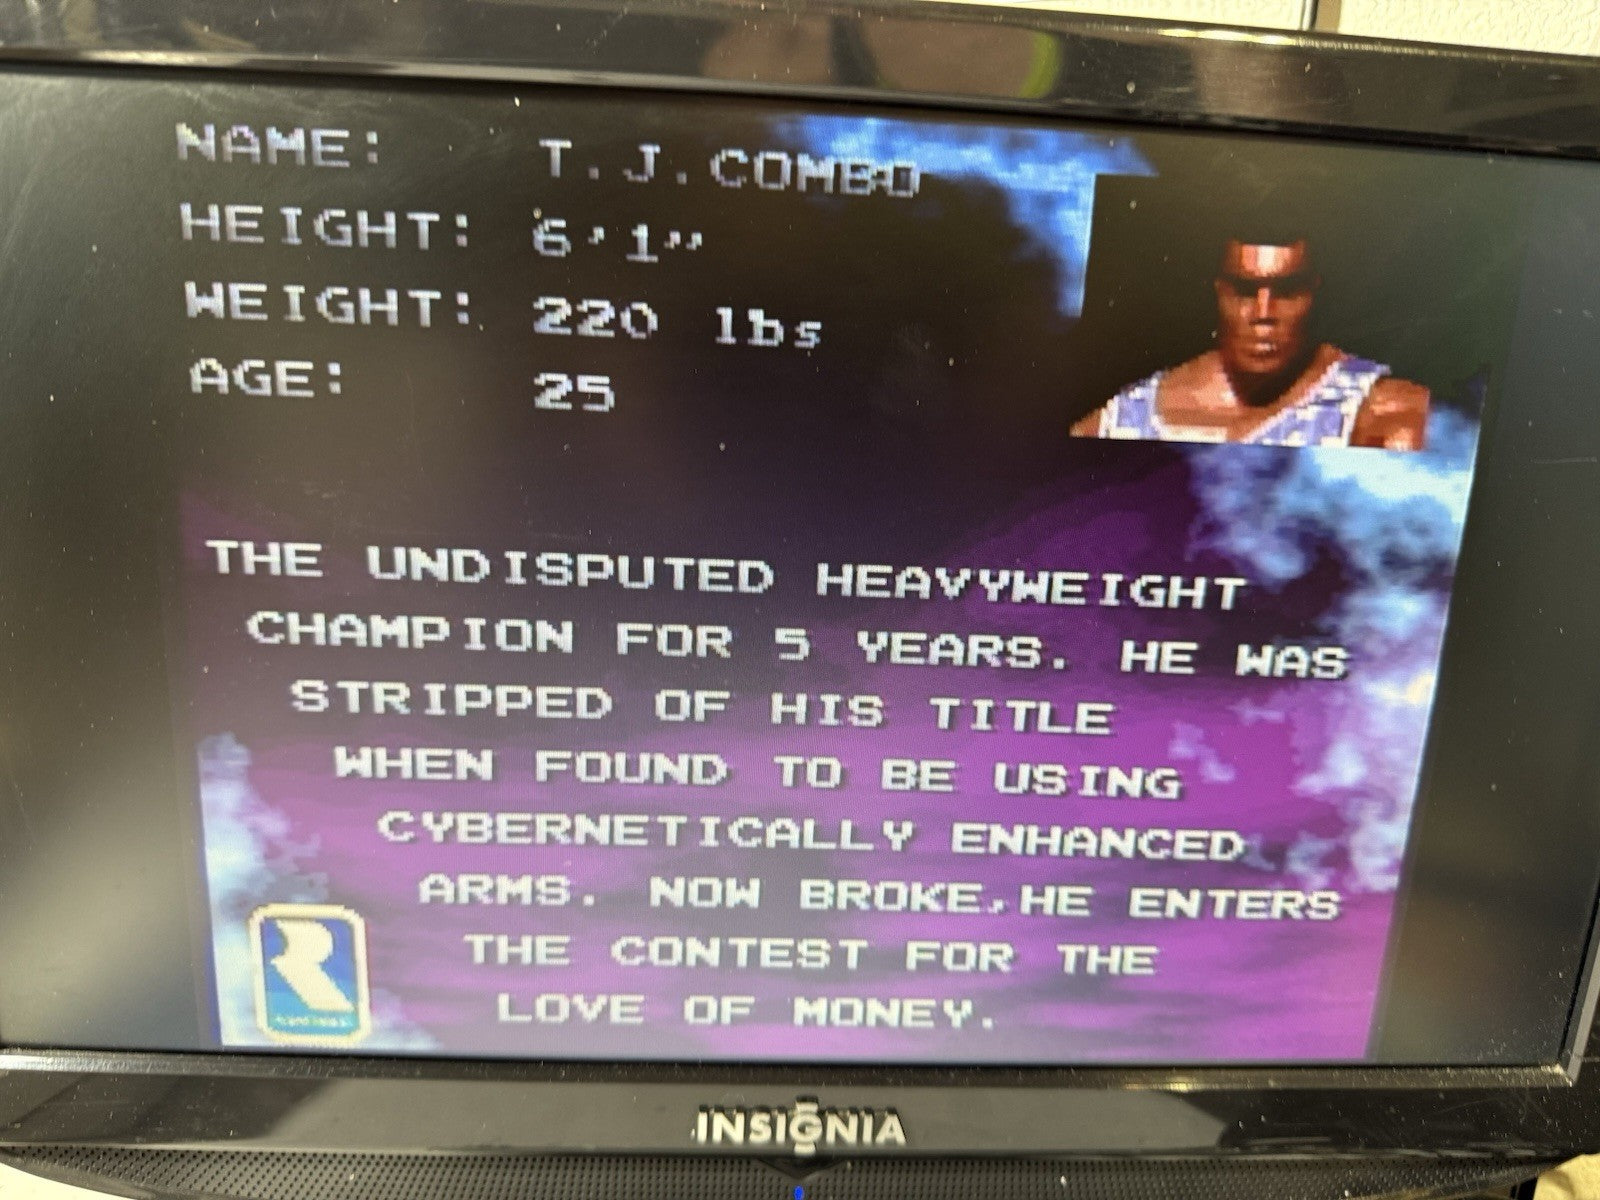 NAME: T.J.COMBO
HEIGHT: 6'1"
WEIGHT: 220 lbs
AGE: 25
THE UNDISPUTED HEAVYWEIGHT
CHAMPION FOR 5 YEARS. HE WAS
STRIPPED OF HIS TITLE
WHEN FOUND TO BE USING
CYBERNETICALLY ENHANCED
ARMS. NOW BROKE,HE ENTERS
THE CONTEST FOR THE
LOVE OF MONEY.
R
INSIGNIA